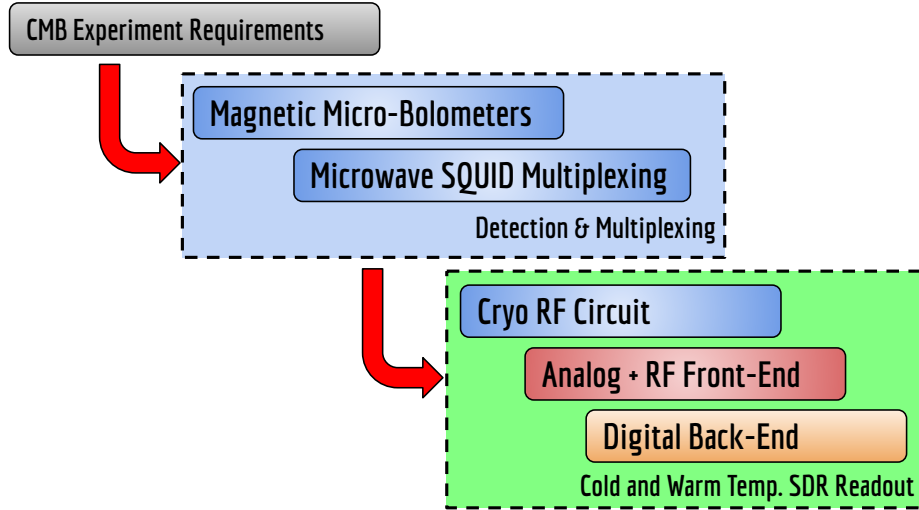 CMB Experiment Requirements
Magnetic Micro-Bolometers
Microwave SQUID Multiplexing
Detection & Multiplexing
Cryo RF Circuit
Analog + RF Front-End
Digital Back-End
Cold and Warm Temp. SDR Readout